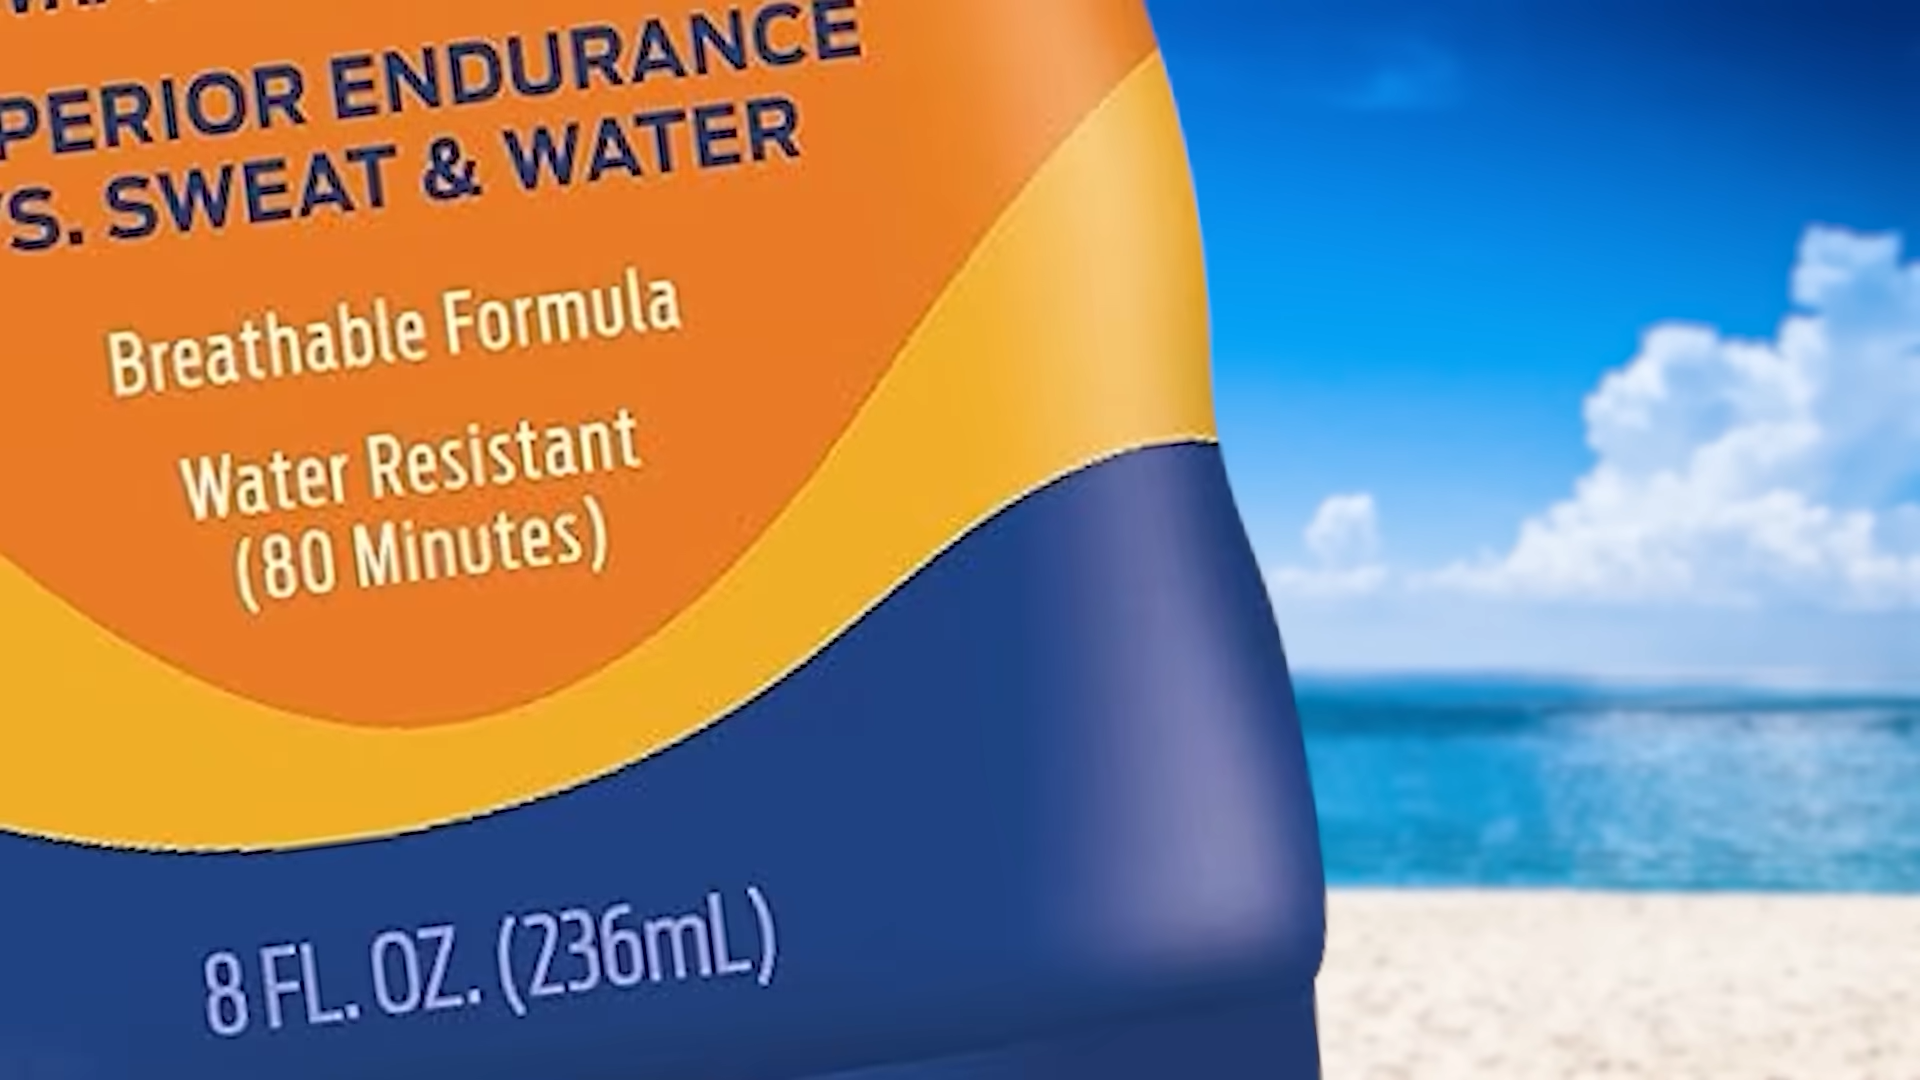 PERIOR ENDURANCE
S. SWEAT & WATER
Breathable Formula
Water Resistant
(80 Minutes)
8 FL. OZ. (236mL)